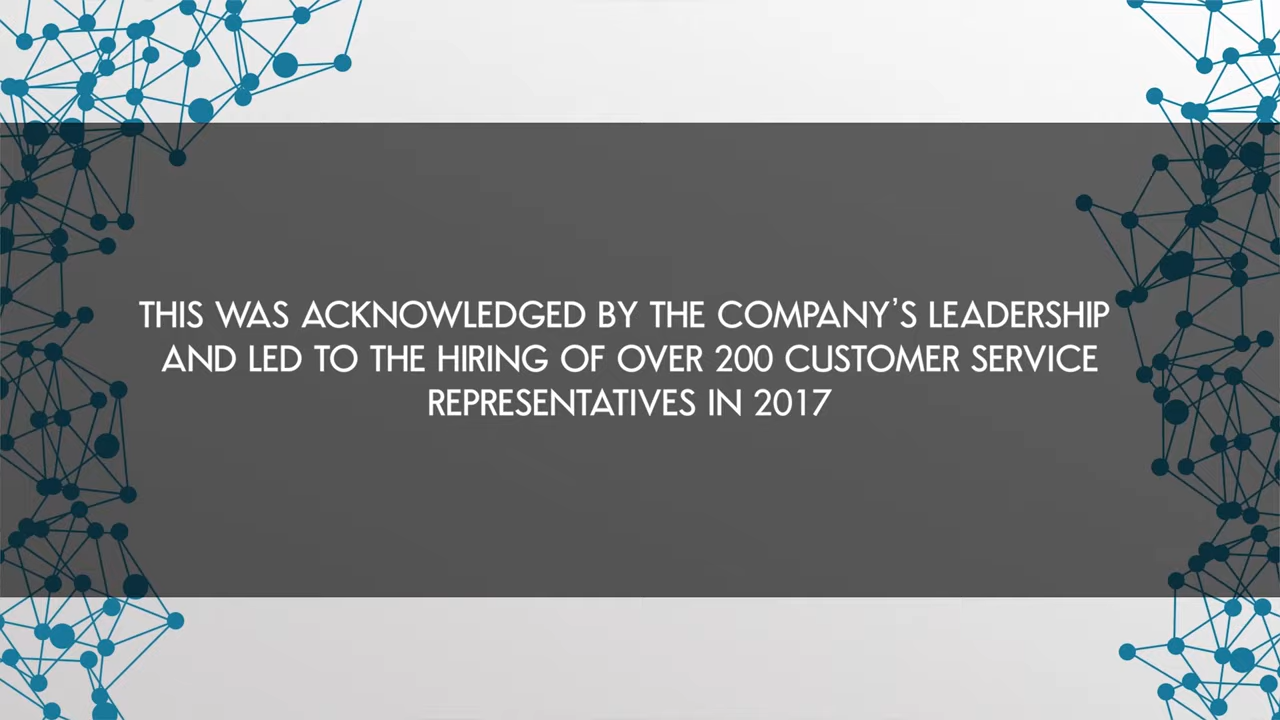 THIS WAS ACKNOWLEDGED BY THE COMPANY'S LEADERSHIP
AND LED TO THE HIRING OF OVER 200 CUSTOMER SERVICE
REPRESENTATIVES IN 2017